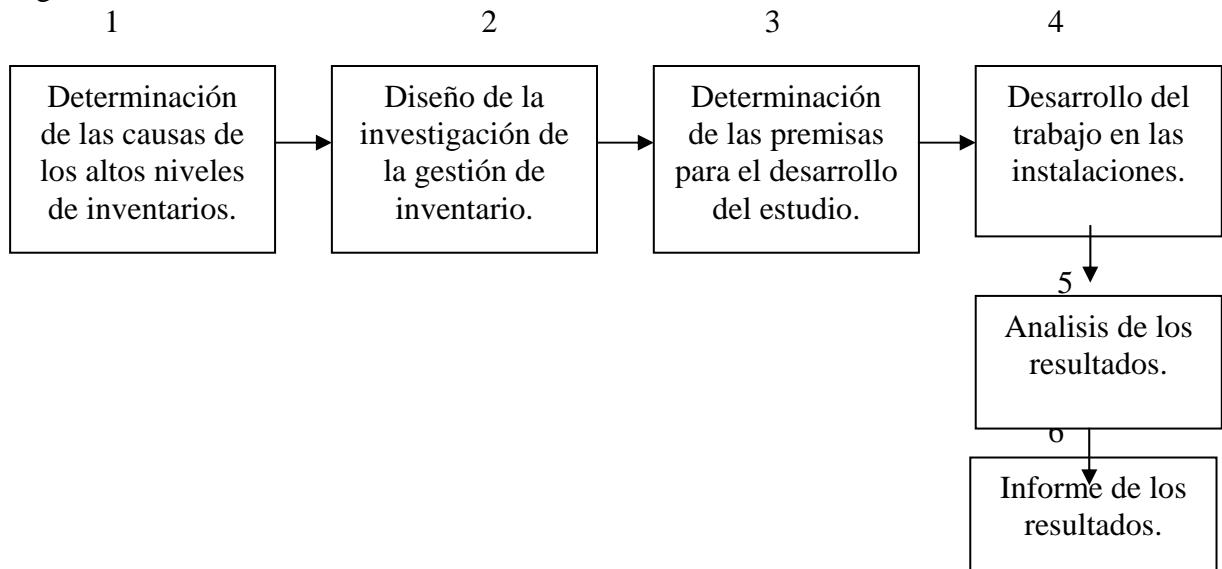 1
2
3
4
Determinación
de las causas de
los altos niveles
de inventarios.
Diseño de la
investigación de
la gestión de
inventario.
Determinación
de las premisas
para el desarrollo
del estudio.
Desarrollo del
trabajo en las
instalaciones.
5
Analisis de los
resultados.
6
Informe de los
resultados.